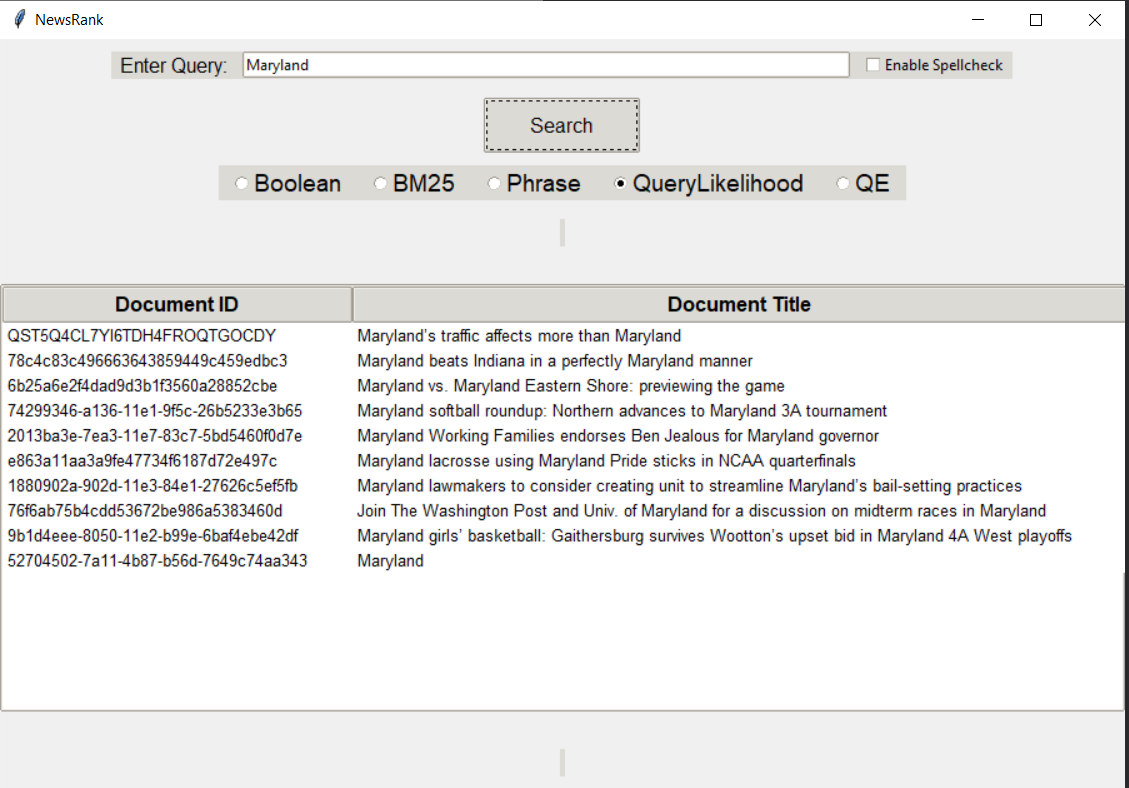 NewsRank
Enter Query: Maryland Enable Spellcheck
Search
Boolean BM25 Phrase QueryLikelihood QE
Document ID Document Title
QST5Q4CL7YI6TDH4FROQTGOCDY Maryland’s traffic affects more than Maryland
78c4c83c496663643859449c459edbc3 Maryland beats Indiana in a perfectly Maryland manner
6b25a6e2f4dad9d3b1f3560a28852cbe Maryland vs. Maryland Eastern Shore: previewing the game
74299346-a136-11e1-9f5c-26b5233e3b65 Maryland softball roundup: Northern advances to Maryland 3A tournament
2013ba3e-7ea3-11e7-83c7-5bd5460f0d7e Maryland Working Families endorses Ben Jealous for Maryland governor
e863a11aa3a9fe47734f6187d72e497c Maryland lacrosse using Maryland Pride sticks in NCAA quarterfinals
1880902a-902d-11e3-84e1-27626c5ef5fb Maryland lawmakers to consider creating unit to streamline Maryland’s bail-setting practices
76f6ab75b4cdd53672be986a5383460d Join The Washington Post and Univ. of Maryland for a discussion on midterm races in Maryland
9b1d4eee-8050-11e2-b99e-6baf4ebe42df Maryland girls’ basketball: Gaithersburg survives Wootton’s upset bid in Maryland 4A West playoffs
52704502-7a11-4b87-b56d-7649c74aa343 Maryland